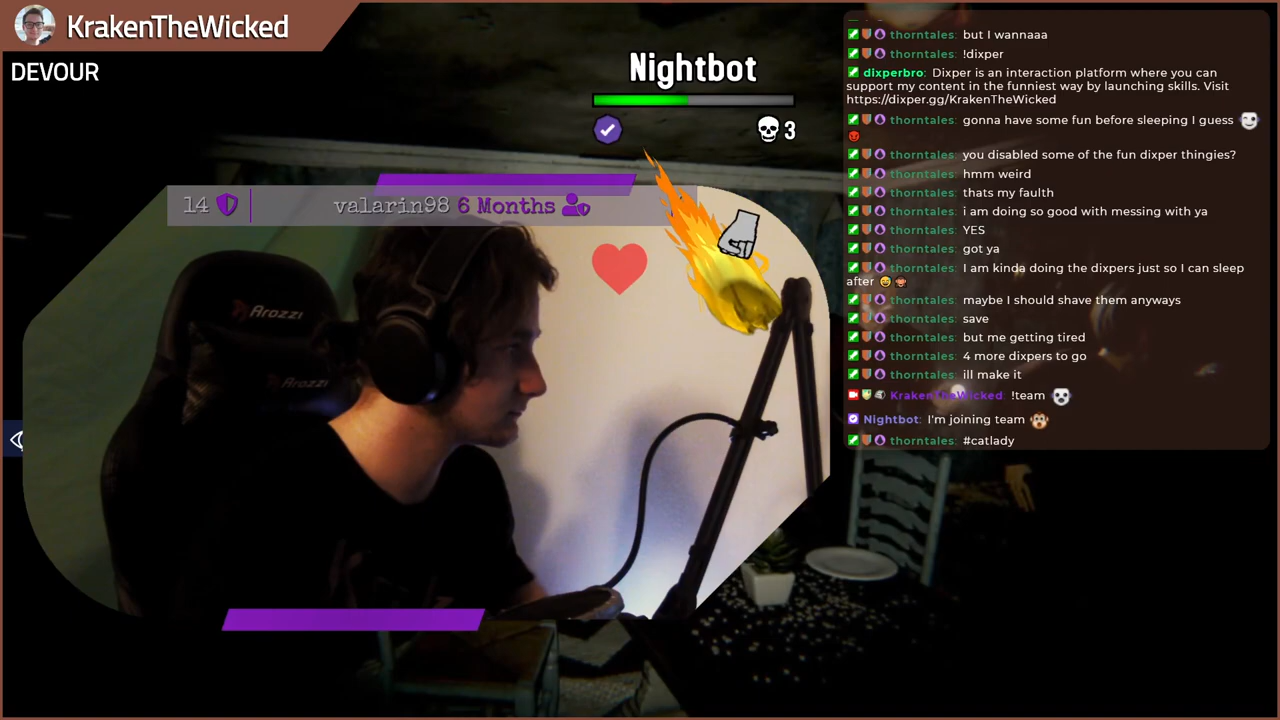 KrakenTheWicked
DEVOUR
Nightbot
3
14 valarin98 6 Months
Arozzi
Arozzi
thorntales: but I wannaaa
thorntales: !dixper
dixperbro: Dixper is an interaction platform where you can
support my content in the funniest way by launching skills. Visit
https://dixper.gg/KrakenTheWicked
thorntales: gonna have some fun before sleeping I guess
thorntales: you disabled some of the fun dixper thingies?
thorntales: hmm weird
thorntales: thats my faulth
thorntales: i am doing so good with messing with ya
thorntales: YES
thorntales: got ya
thorntales: I am kinda doing the dixpers just so I can sleep
after
thorntales: maybe I should shave them anyways
thorntales: save
thorntales: but me getting tired
thorntales: 4 more dixpers to go
thorntales: ill make it
KrakenTheWicked: !team
Nightbot: I'm joining team
thorntales: #catlady